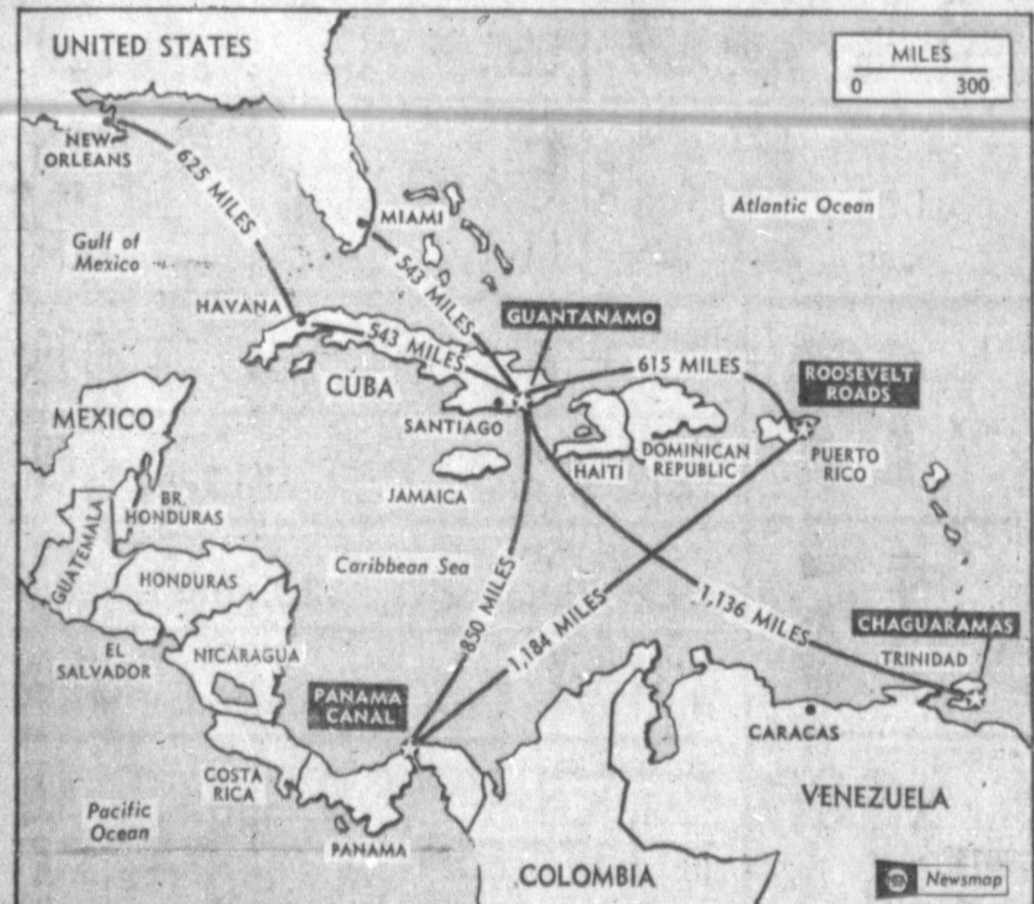 UNITED STATES
MILES
0 300
NEW
ORLEANS
625 MILES
MIAMI
Atlantic Ocean
Gulf of
Mexico
543 MILES
HAVANA
GUANTANAMO
543 MILES
615 MILES
CUBA
ROOSEVELT
ROADS
MEXICO
SANTIAGO
HAITI
DOMINICAN
REPUBLIC
PUERTO
RICO
JAMAICA
BR.
HONDURAS
GUATEMALA
HONDURAS
Caribbean Sea
850 MILES
1,184 MILES
1,136 MILES
CHAGUARAMAS
TRINIDAD
EL
SALVADOR
NICARAGUA
PANAMA
CANAL
CARACAS
COSTA
RICA
VENEZUELA
Pacific
Ocean
PANAMA
COLOMBIA
NEA Newsmap